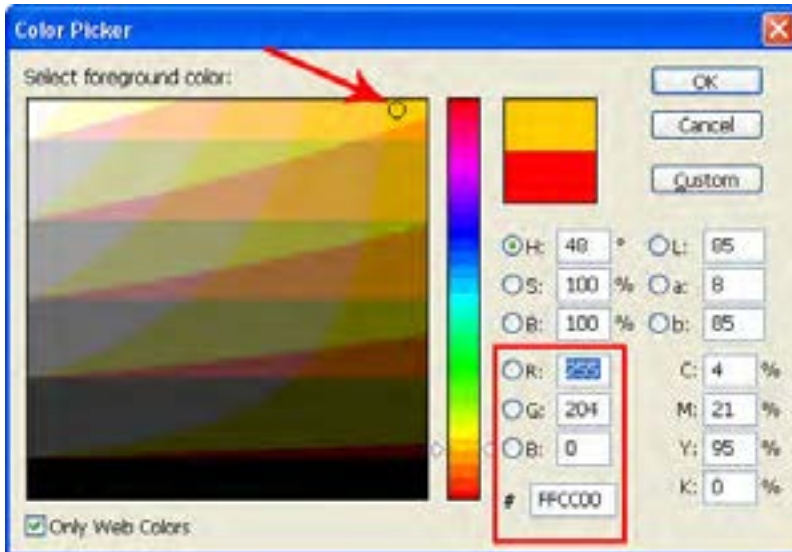 Color Picker
Select foreground color:
OK
Cancel
Custom
H: 48 ° L: 85
S: 100 % a: 8
B: 100 % b: 85
R: 255 C: 4 %
G: 204 M: 21 %
B: 0 Y: 95 %
# FFCC00 K: 0 %
Only Web Colors